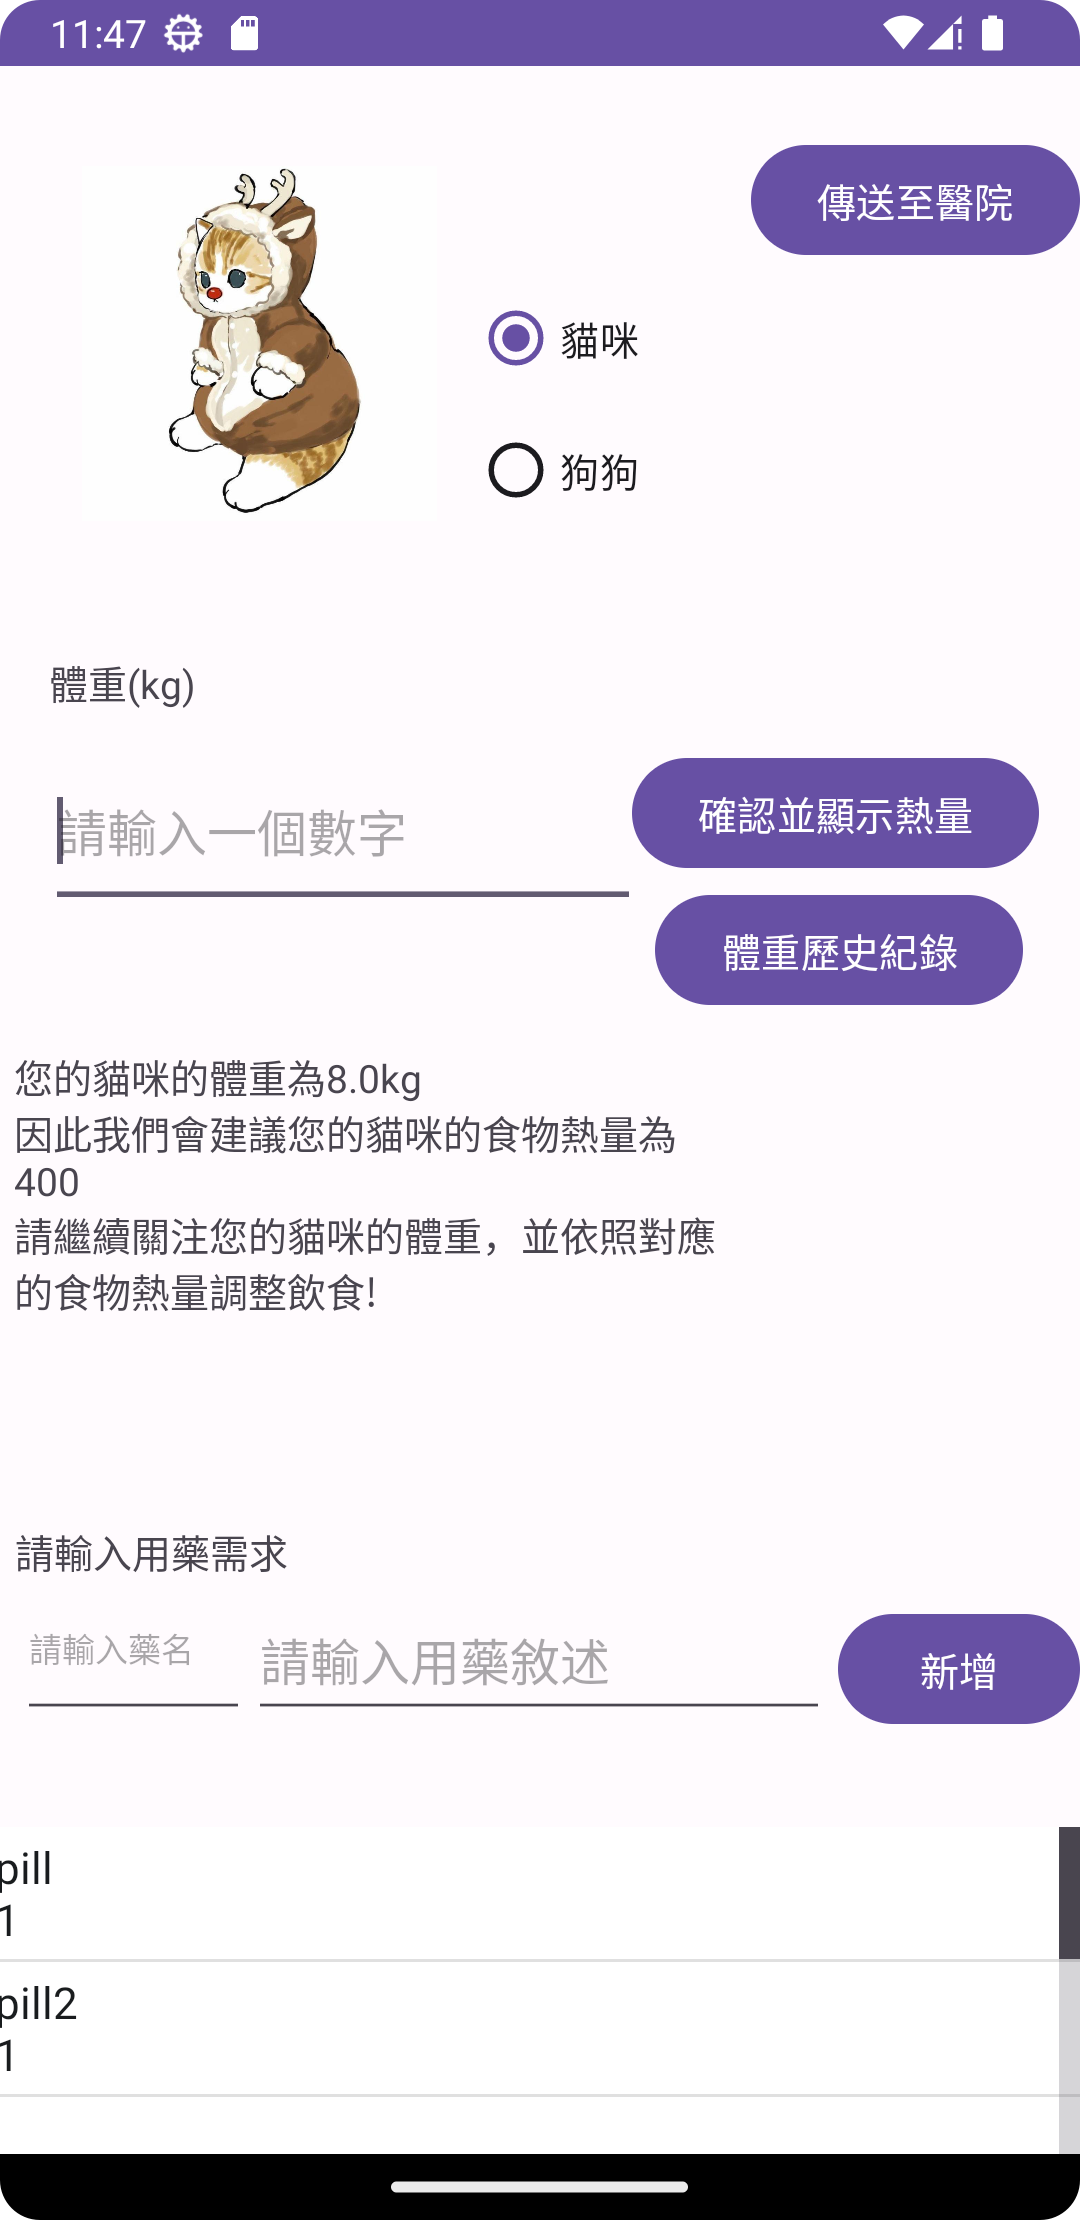 11:47
傳送至醫院
貓咪
狗狗
體重(kg)
請輸入一個數字
確認並顯示熱量
體重歷史紀錄
您的貓咪的體重為8.0kg
因此我們會建議您的貓咪的食物熱量為
400
請繼續關注您的貓咪的體重，並依照對應
的食物熱量調整飲食!
請輸入用藥需求
請輸入藥名
請輸入用藥敘述
新增
pill
1
pill2
1